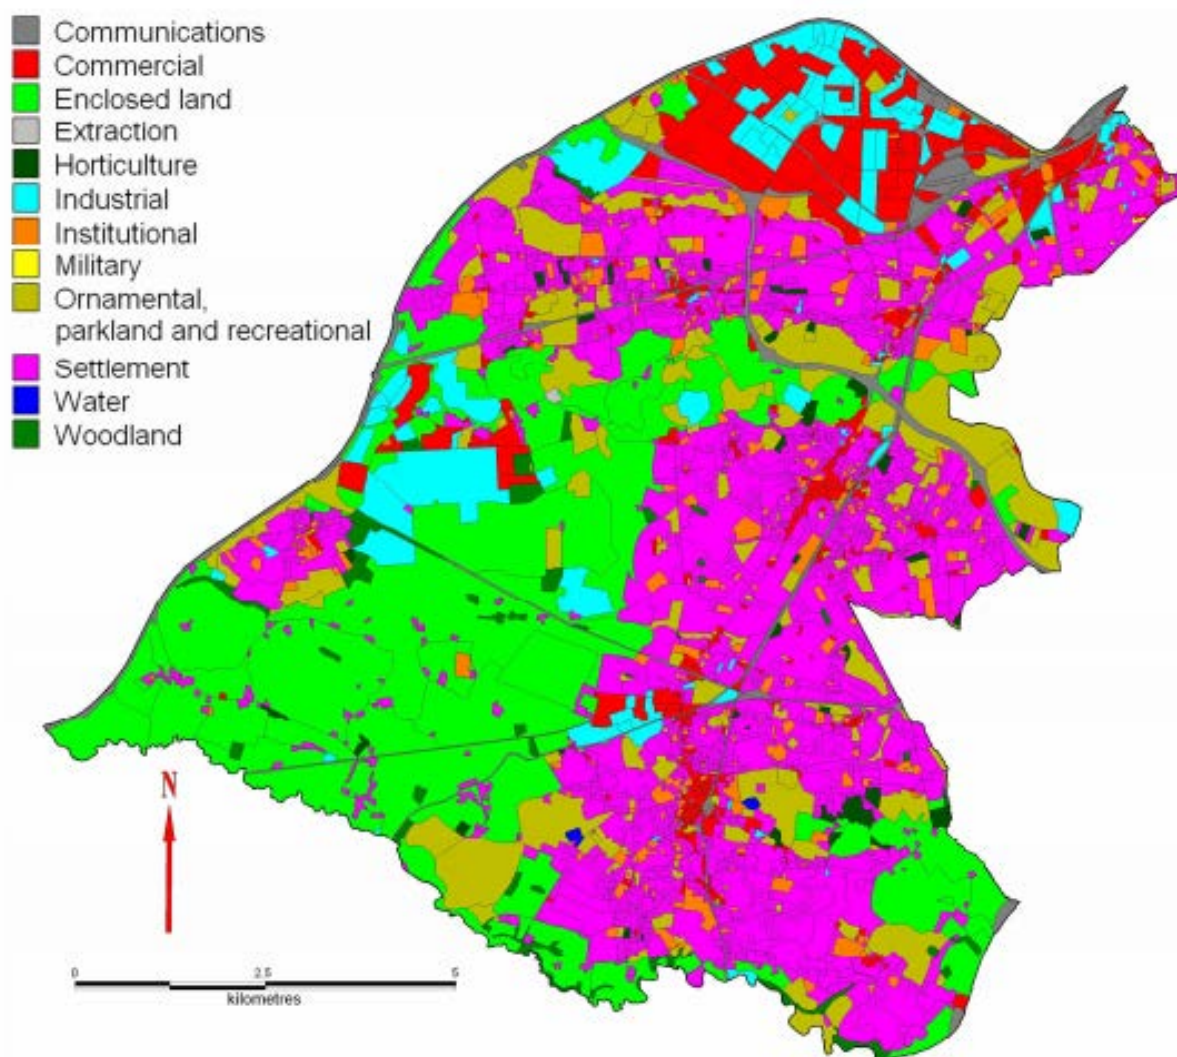 Communications
Commercial
Enclosed land
Extraction
Horticulture
Industrial
Institutional
Military
Ornamental,
parkland and recreational
Settlement
Water
Woodland
N
0 2.5 5
kilometres